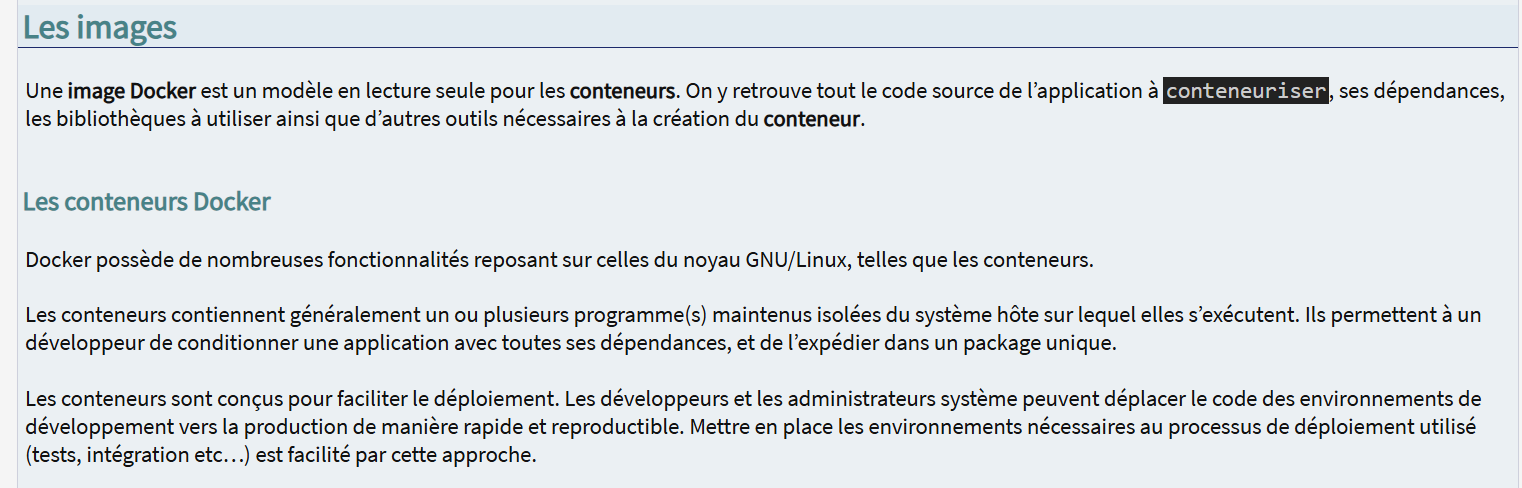 Les images
Une image Docker est un modèle en lecture seule pour les conteneurs. On y retrouve tout le code source de l’application à conteneuriser, ses dépendances,
les bibliothèques à utiliser ainsi que d’autres outils nécessaires à la création du conteneur.
Les conteneurs Docker
Docker possède de nombreuses fonctionnalités reposant sur celles du noyau GNU/Linux, telles que les conteneurs.
Les conteneurs contiennent généralement un ou plusieurs programme(s) maintenus isolées du système hôte sur lequel elles s’exécutent. Ils permettent à un
développeur de conditionner une application avec toutes ses dépendances, et de l’expédier dans un package unique.
Les conteneurs sont conçus pour faciliter le déploiement. Les développeurs et les administrateurs système peuvent déplacer le code des environnements de
développement vers la production de manière rapide et reproductible. Mettre en place les environnements nécessaires au processus de déploiement utilisé
(tests, intégration etc…) est facilité par cette approche.